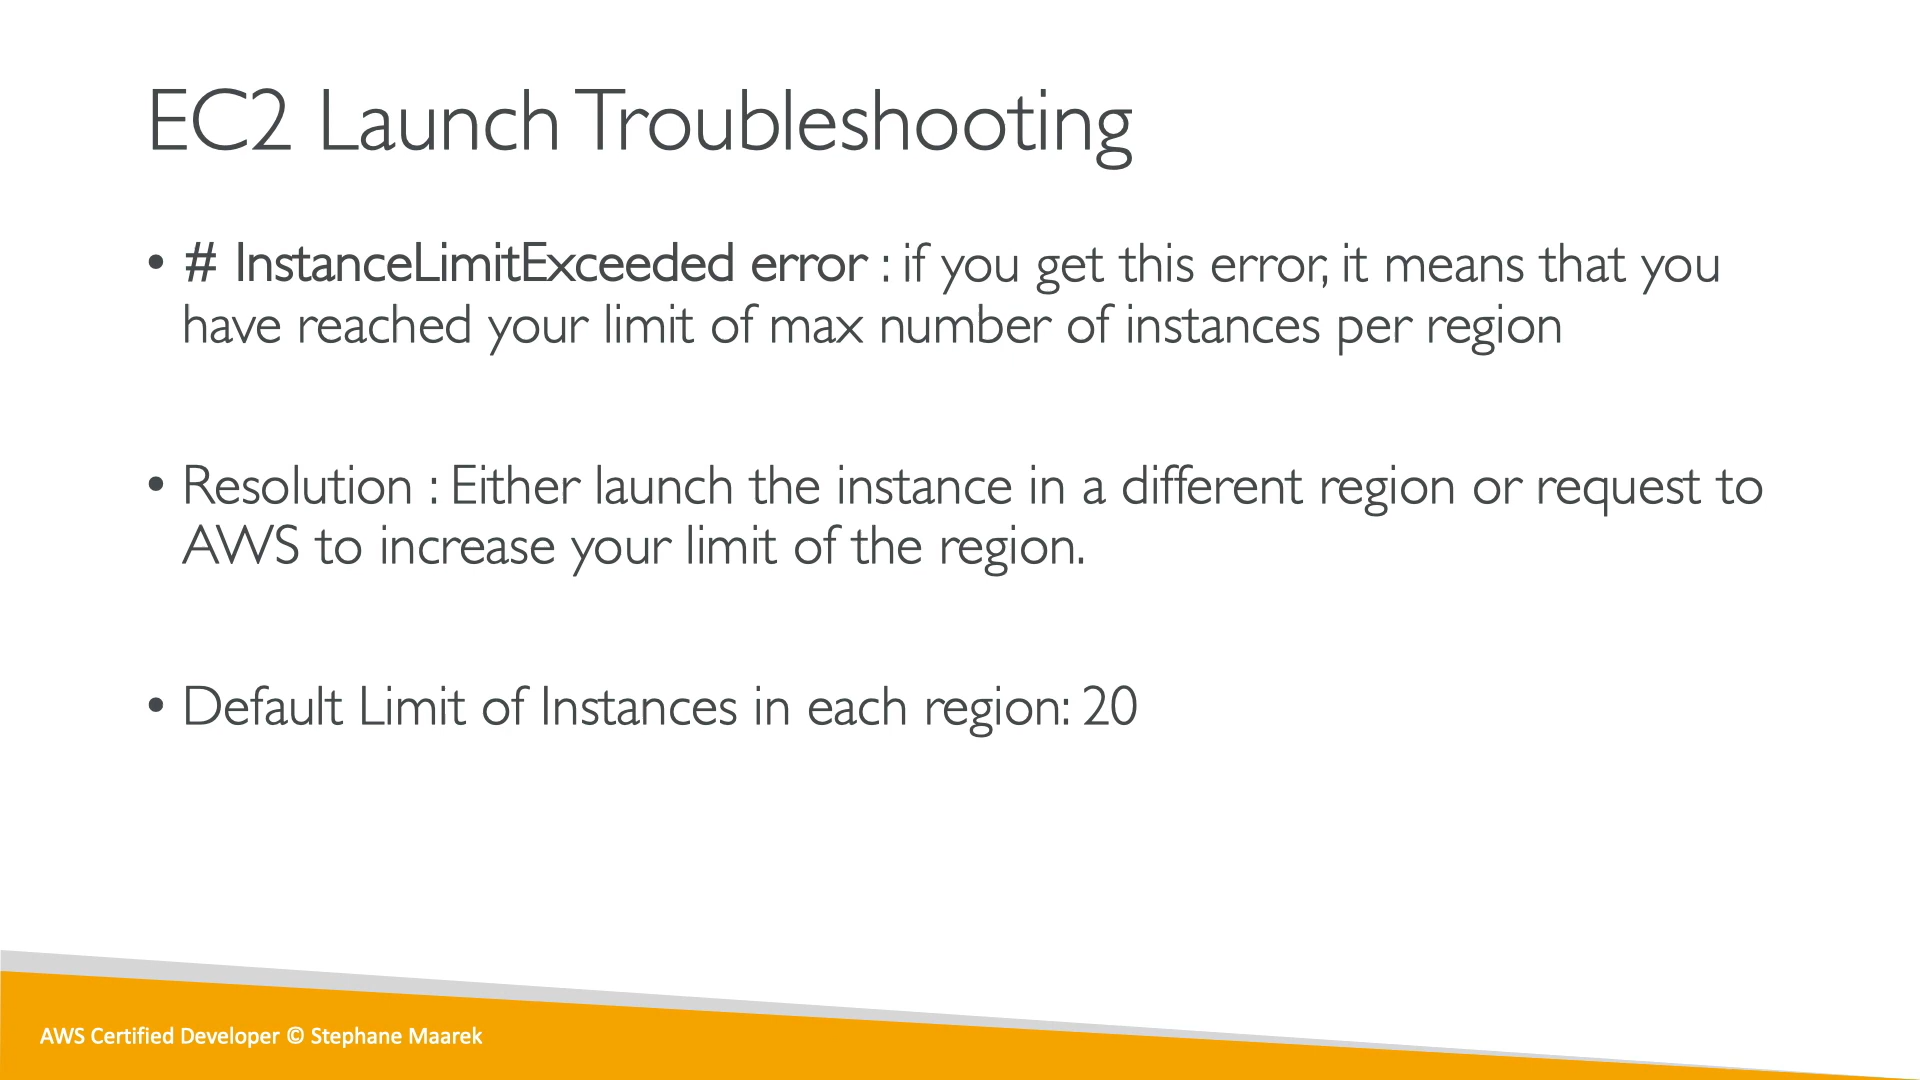 EC2 Launch Troubleshooting
• # InstanceLimitExceeded error : if you get this error, it means that you
have reached your limit of max number of instances per region
• Resolution : Either launch the instance in a different region or request to
AWS to increase your limit of the region.
• Default Limit of Instances in each region: 20
AWS Certified Developer © Stephane Maarek